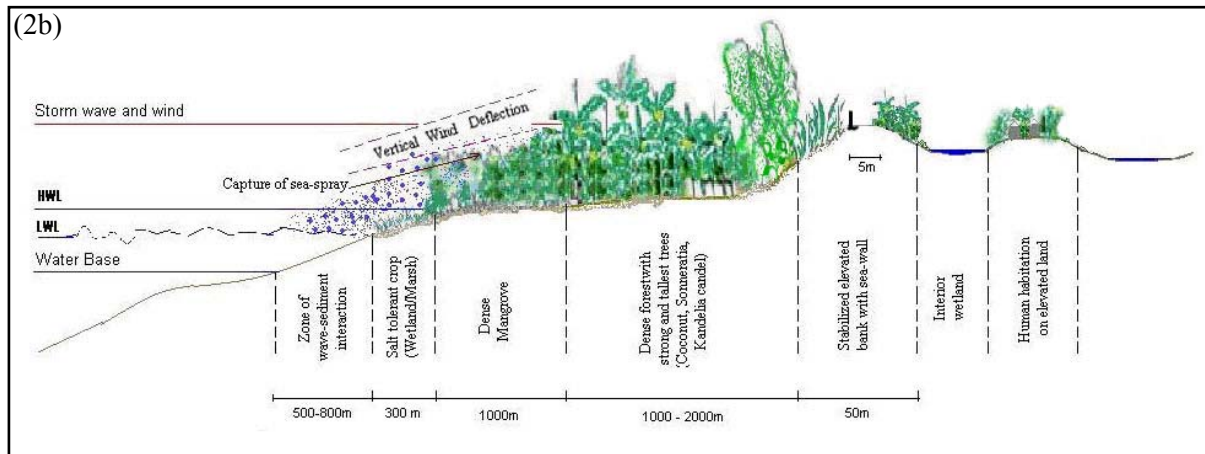 (2b)
Storm wave and wind
Vertical Wind Deflection
Capture of sea-spray
HWL
LWL
Water Base
L
5m
Zone of
wave-sediment
interaction
Salt tolerent crop
(Wetland/Marsh)
Dense
Mangrove
Dense forestwith
strong and tallest trees
(Coconut, Sonneratia,
Kandelia candel)
Stabilized elevated
bank with sea-wall
Interior
wetland
Human habitation
on elevated land
500-800m
300 m
1000m
1000 - 2000m
50m